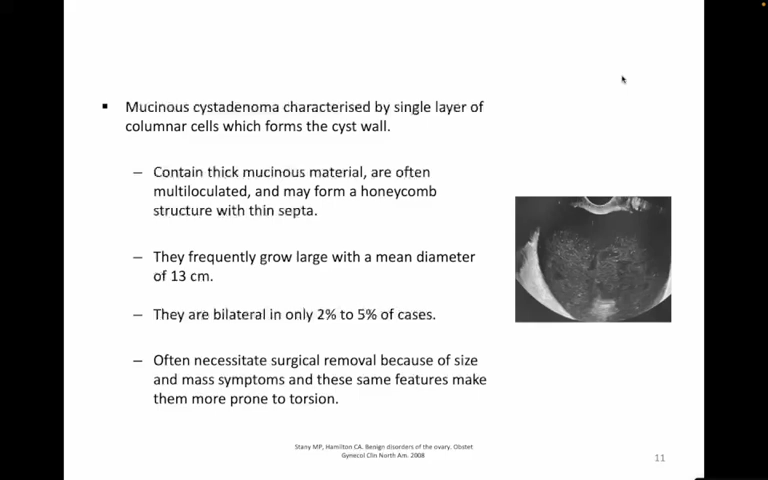 ▪ Mucinous cystadenoma characterised by single layer of
columnar cells which forms the cyst wall.
– Contain thick mucinous material, are often
multiloculated, and may form a honeycomb
structure with thin septa.
– They frequently grow large with a mean diameter
of 13 cm.
– They are bilateral in only 2% to 5% of cases.
– Often necessitate surgical removal because of size
and mass symptoms and these same features make
them more prone to torsion.
Stany MP, Hamilton CA. Benign disorders of the ovary. Obstet
Gynecol Clin North Am. 2008
11